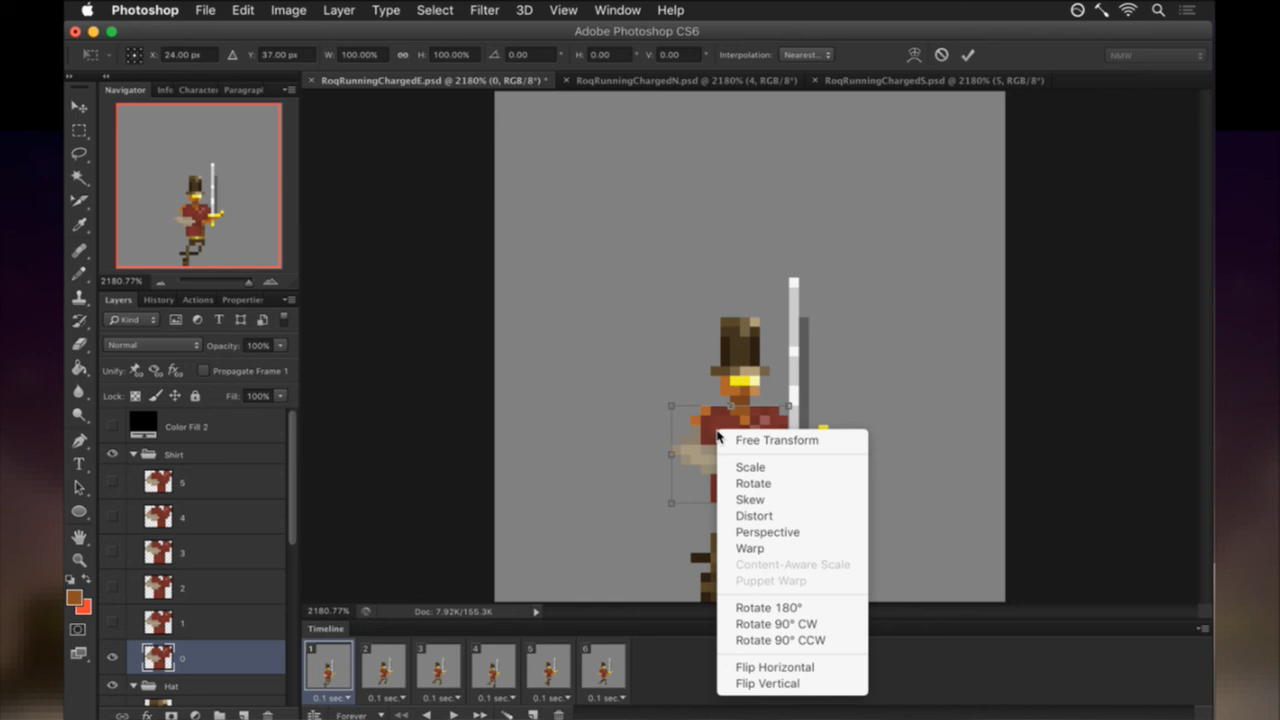 Photoshop File Edit Image Layer Type Select Filter 3D View Window Help
Adobe Photoshop CS6
X: 24.00 px Y: 37.00 px W: 100.00% H: 100.00% 0.00 H: 0.00 V: 0.00 Interpolation: Nearest... NMW
× RoqRunningChargedE.psd @ 2180% (0, RGB/8*) * × RoqRunningChargedN.psd @ 2180% (4, RGB/8*) × RoqRunningChargedS.psd @ 2180% (5, RGB/8*)
Navigator Info Character Paragrapl
2180.77%
Layers History Actions Propertie:
Kind
Normal Opacity: 100%
Unify: Propagate Frame 1
Lock: Fill: 100%
Color Fill 2
Shirt
5
4
3
2
1
0
Hat
Free Transform
Scale
Rotate
Skew
Distort
Perspective
Warp
Content-Aware Scale
Puppet Warp
Rotate 180°
Rotate 90° CW
Rotate 90° CCW
Flip Horizontal
Flip Vertical
2180.77% Doc: 7.92K/155.3K
Timeline
1 2 3 4 5 6
0.1 sec. 0.1 sec. 0.1 sec. 0.1 sec. 0.1 sec. 0.1 sec.
Forever